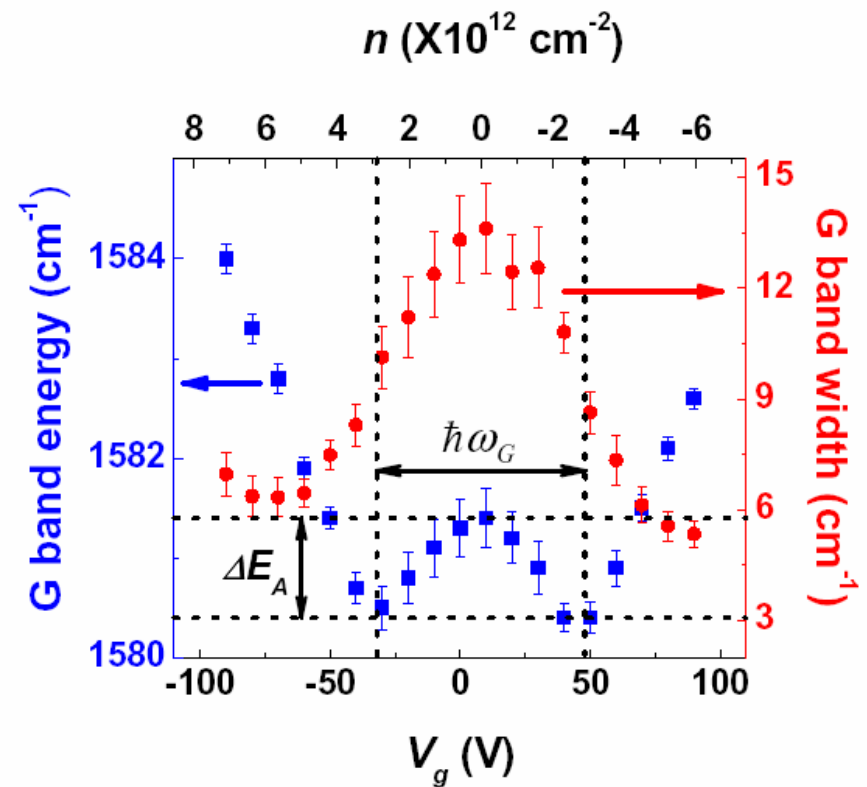 n (X10¹² cm⁻²)
8 6 4 2 0 -2 -4 -6
G band energy (cm⁻¹)
1584
1582
1580
ħω_G
ΔE_A
15
12
9
6
3
G band width (cm⁻¹)
-100 -50 0 50 100
V_g (V)